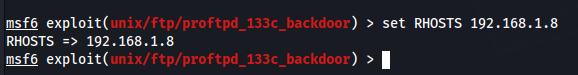 msf6 exploit(unix/ftp/proftpd_133c_backdoor) > set RHOSTS 192.168.1.8
RHOSTS => 192.168.1.8
msf6 exploit(unix/ftp/proftpd_133c_backdoor) >